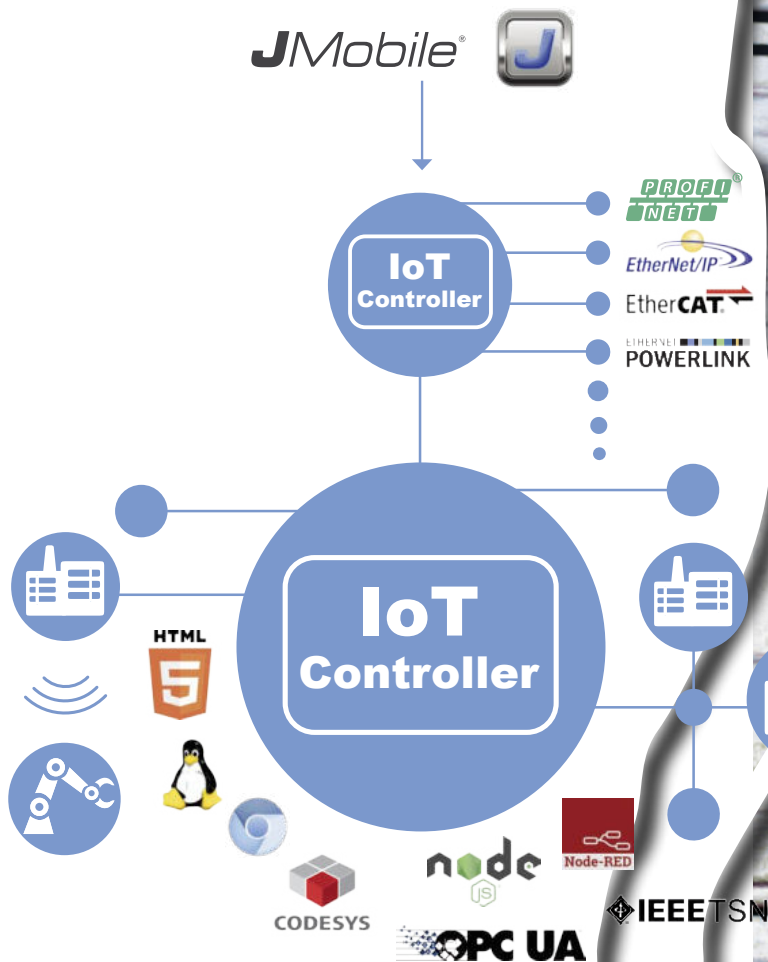 JMobile®
J
PROFI®
NET
IoT
Controller
EtherNet/IP
EtherCAT.
ETHERNET
POWERLINK
IoT
Controller
HTML
5
node
JS
Node-RED
CODESYS
IEEETSN
OPC UA